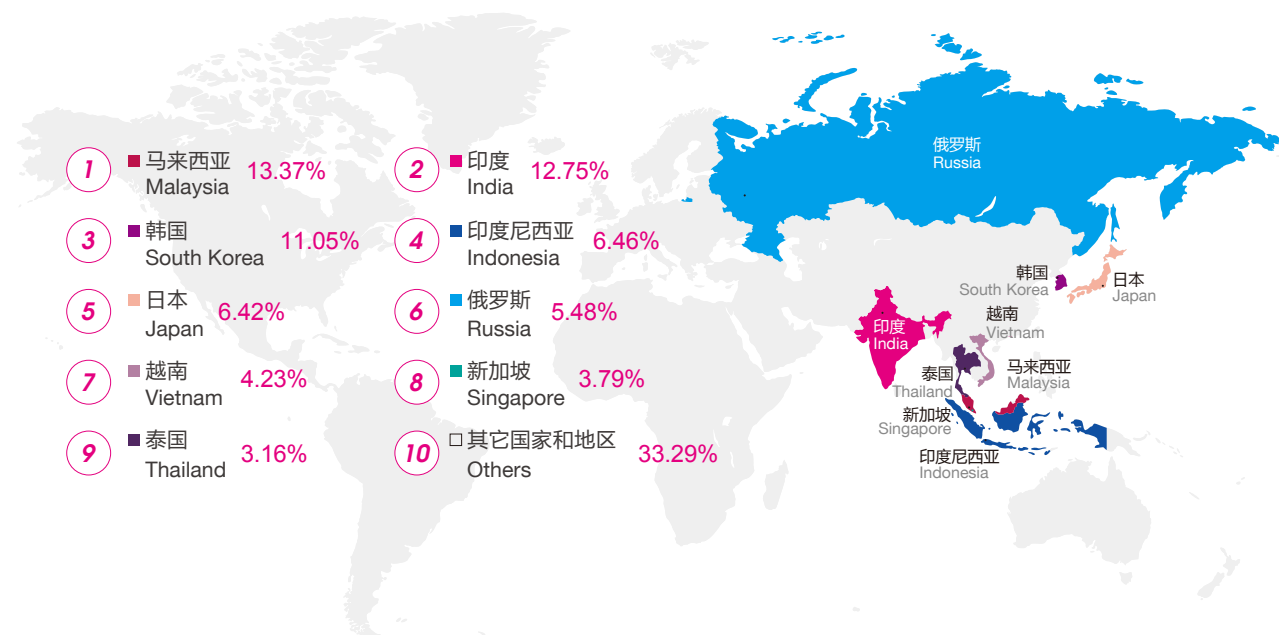 1
马来西亚
Malaysia
13.37%
2
印度
India
12.75%
3
韩国
South Korea
11.05%
4
印度尼西亚
Indonesia
6.46%
5
日本
Japan
6.42%
6
俄罗斯
Russia
5.48%
7
越南
Vietnam
4.23%
8
新加坡
Singapore
3.79%
9
泰国
Thailand
3.16%
10
其它国家和地区
Others
33.29%
俄罗斯
Russia
韩国
South Korea
日本
Japan
印度
India
越南
Vietnam
泰国
Thailand
马来西亚
Malaysia
新加坡
Singapore
印度尼西亚
Indonesia